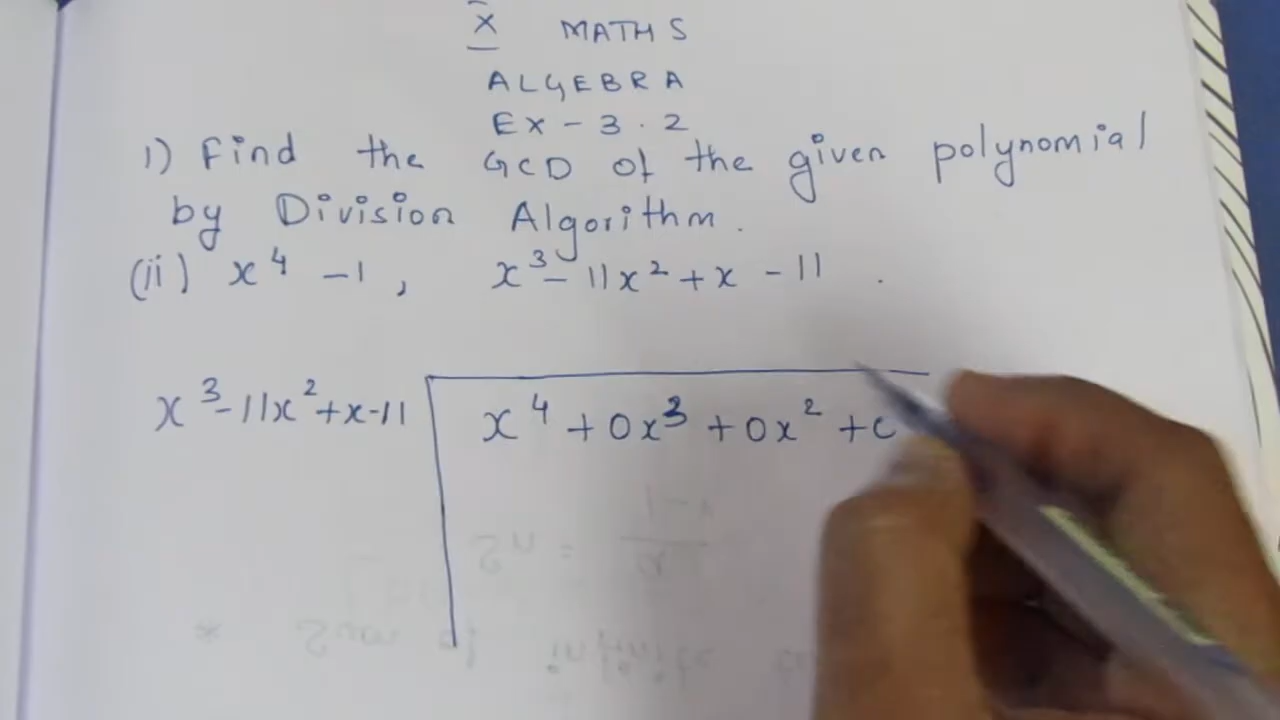 X MATHS
ALGEBRA
EX - 3.2
1) Find the GCD of the given polynomial
by Division Algorithm.
(ii) x⁴ - 1, x³ - 11x² + x - 11.
x³ - 11x² + x - 11 x⁴ + 0x³ + 0x² +